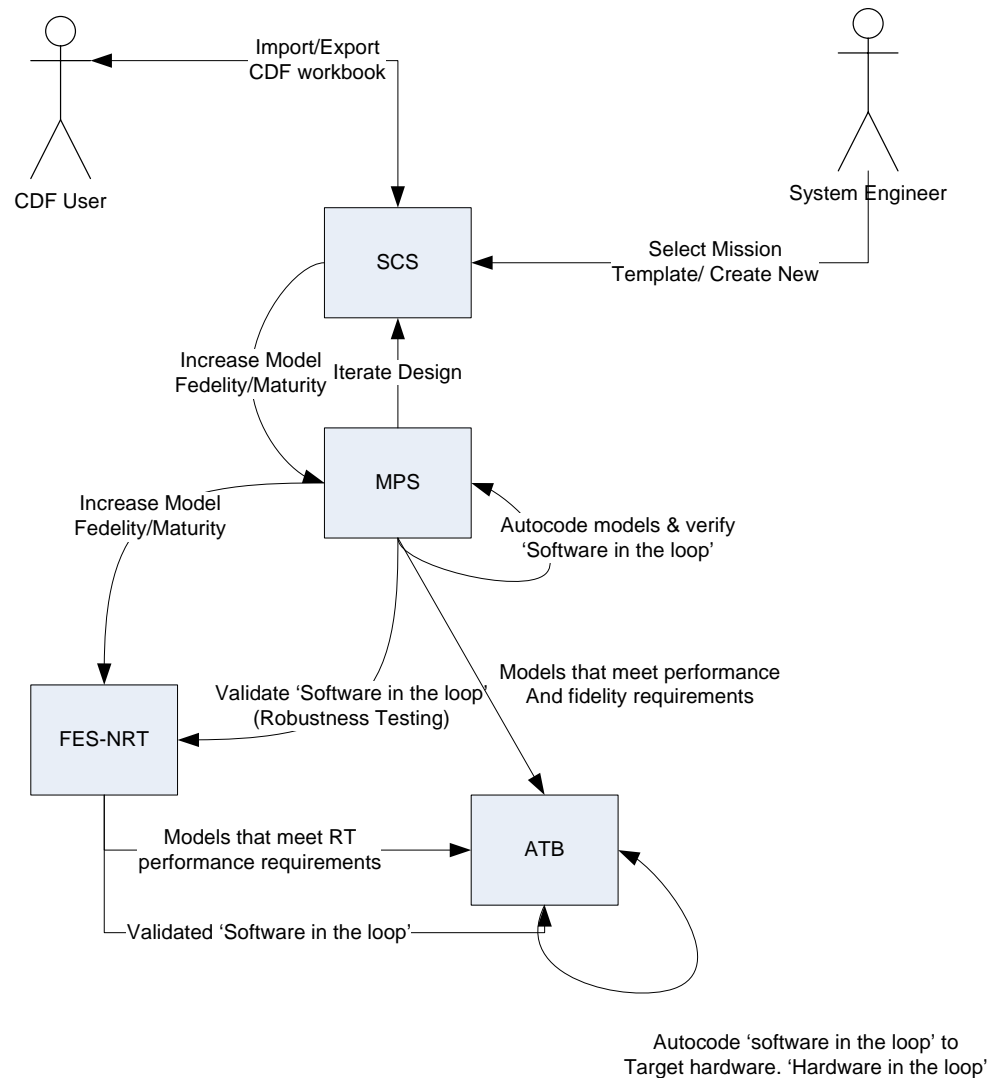 Import/Export
CDF workbook
CDF User
System Engineer
SCS
Select Mission
Template/ Create New
Increase Model
Fedelity/Maturity
Iterate Design
MPS
Increase Model
Fedelity/Maturity
Autocode models & verify
‘Software in the loop’
Models that meet performance
And fidelity requirements
Validate ‘Software in the loop’
(Robustness Testing)
FES-NRT
Models that meet RT
performance requirements
ATB
Validated ‘Software in the loop’
Autocode ‘software in the loop’ to
Target hardware. ‘Hardware in the loop’